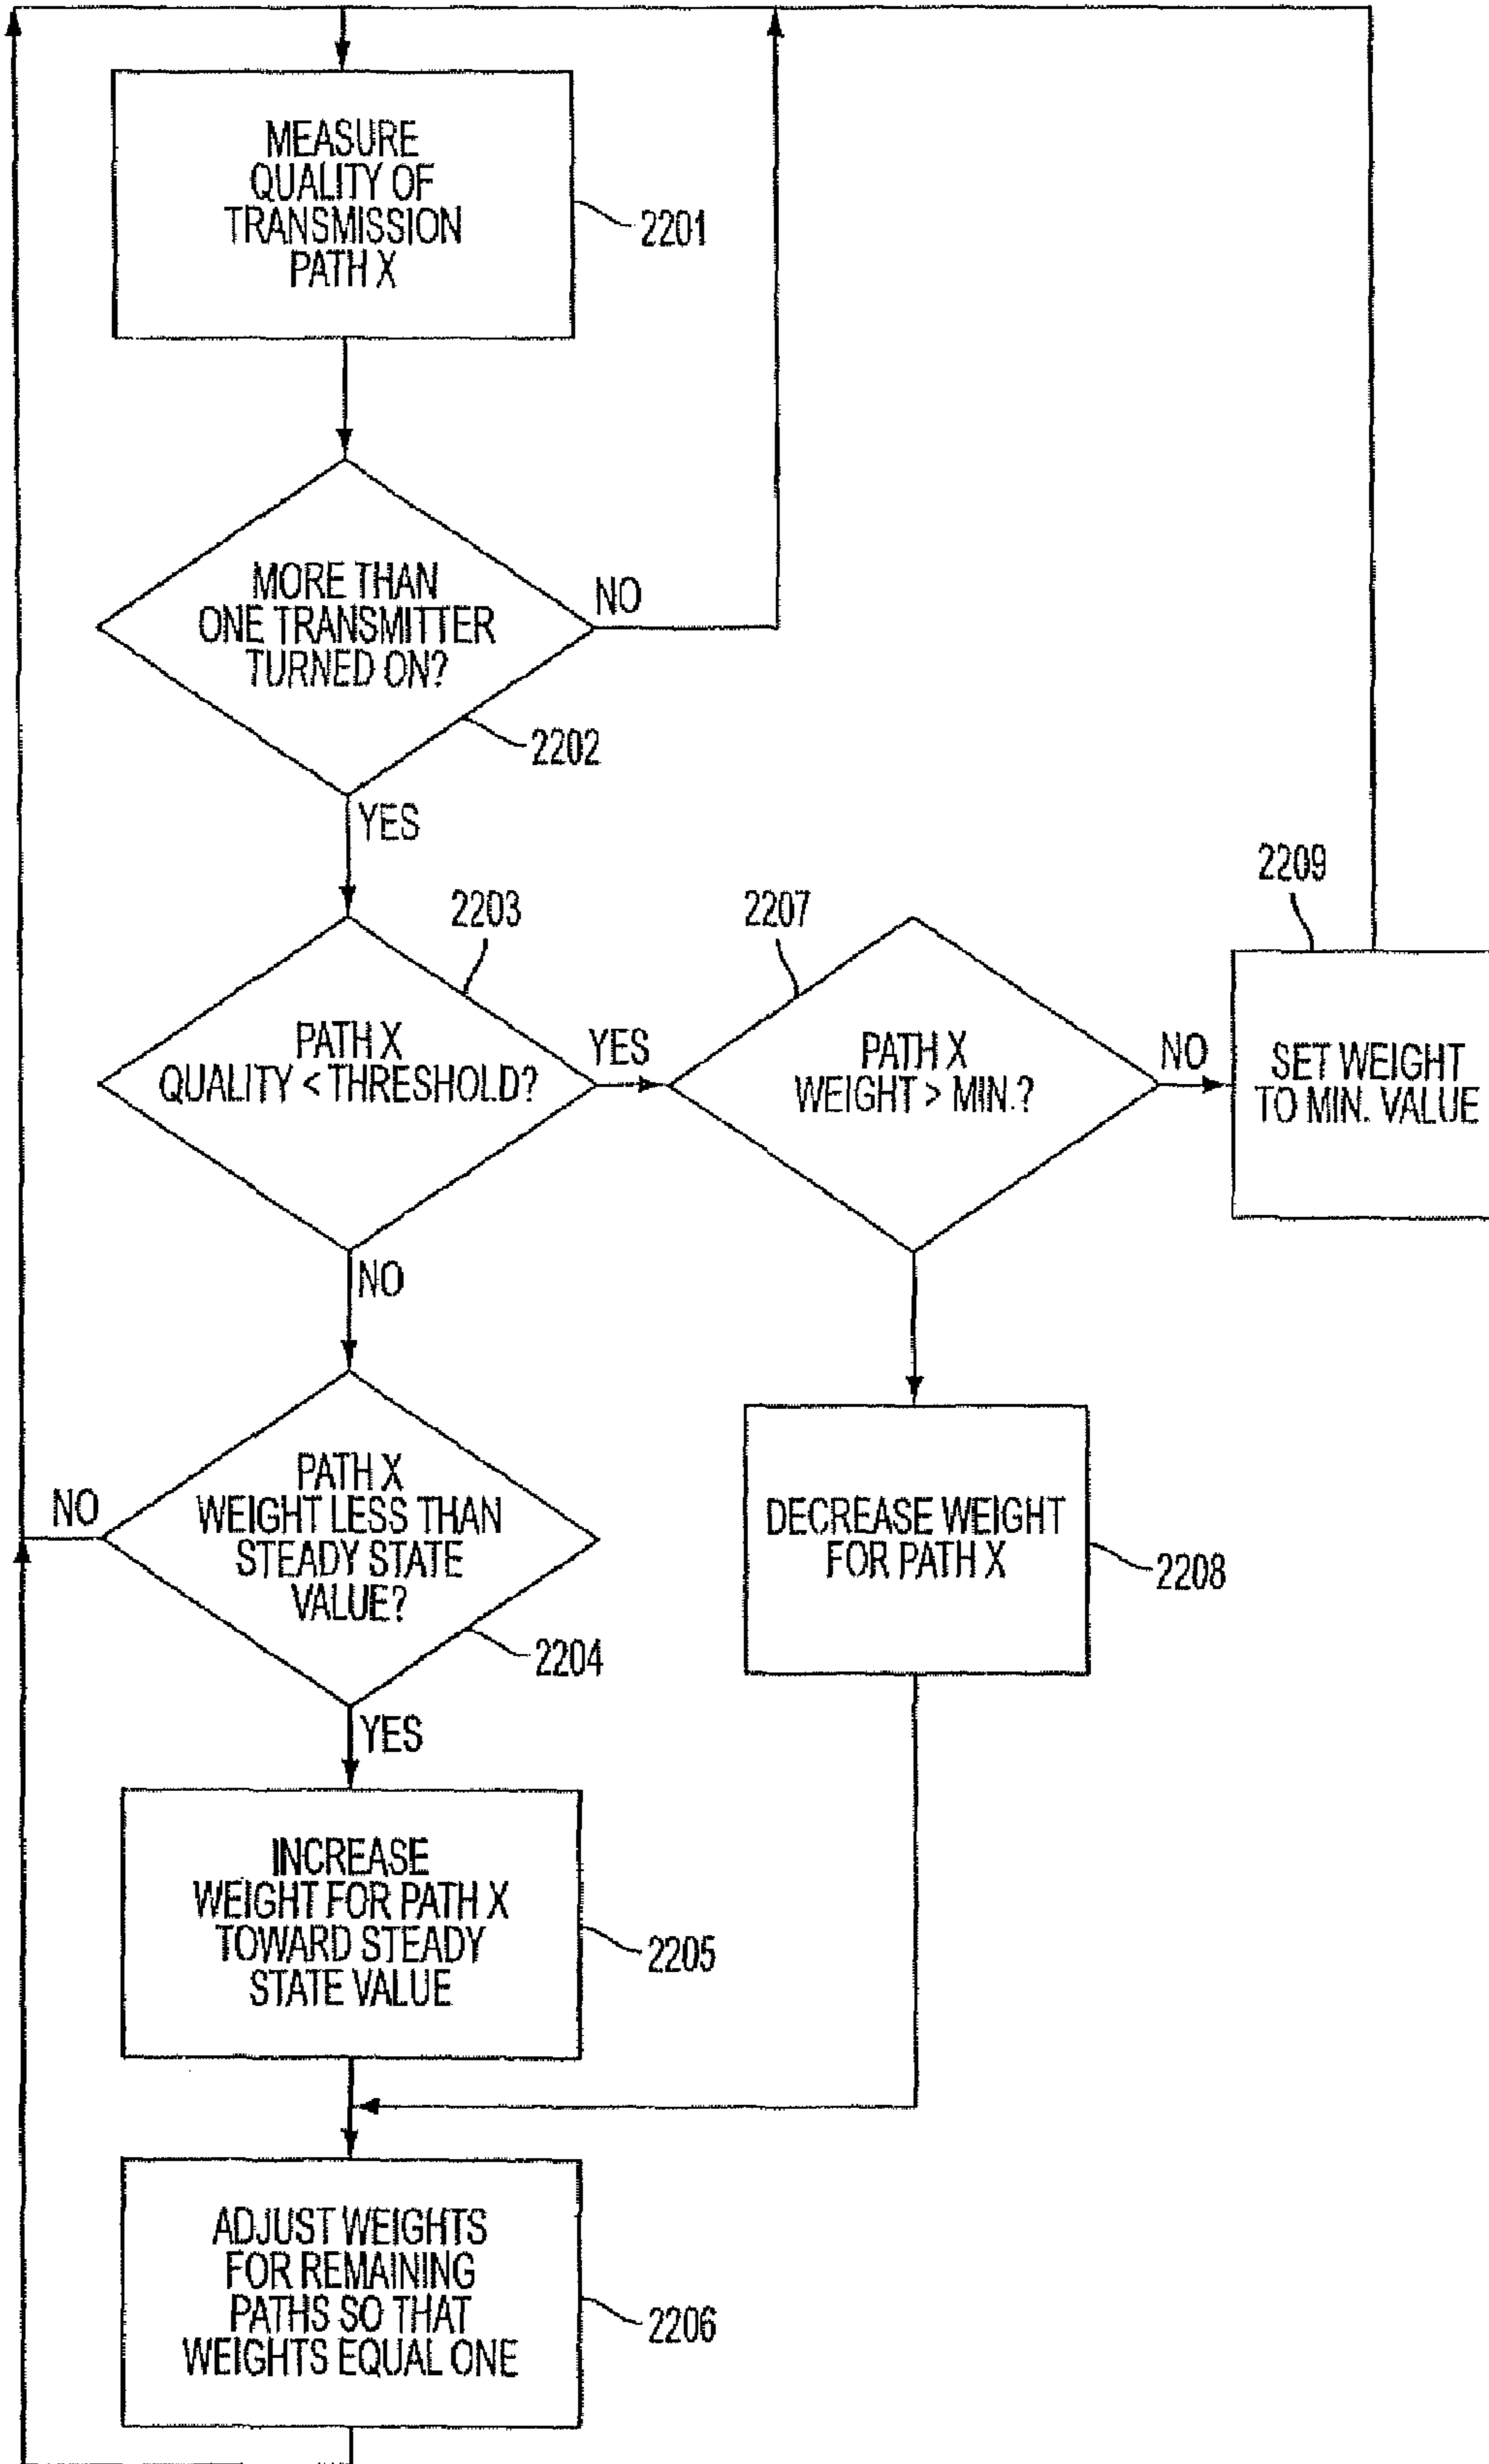 MEASURE
QUALITY OF
TRANSMISSION
PATH X
2201
MORE THAN
ONE TRANSMITTER
TURNED ON?
NO
2202
YES
2203
PATH X
QUALITY < THRESHOLD?
YES
2207
PATH X
WEIGHT > MIN.?
NO
2209
SET WEIGHT
TO MIN. VALUE
NO
PATH X
WEIGHT LESS THAN
STEADY STATE
VALUE?
NO
2204
DECREASE WEIGHT
FOR PATH X
2208
YES
INCREASE
WEIGHT FOR PATH X
TOWARD STEADY
STATE VALUE
2205
ADJUST WEIGHTS
FOR REMAINING
PATHS SO THAT
WEIGHTS EQUAL ONE
2206